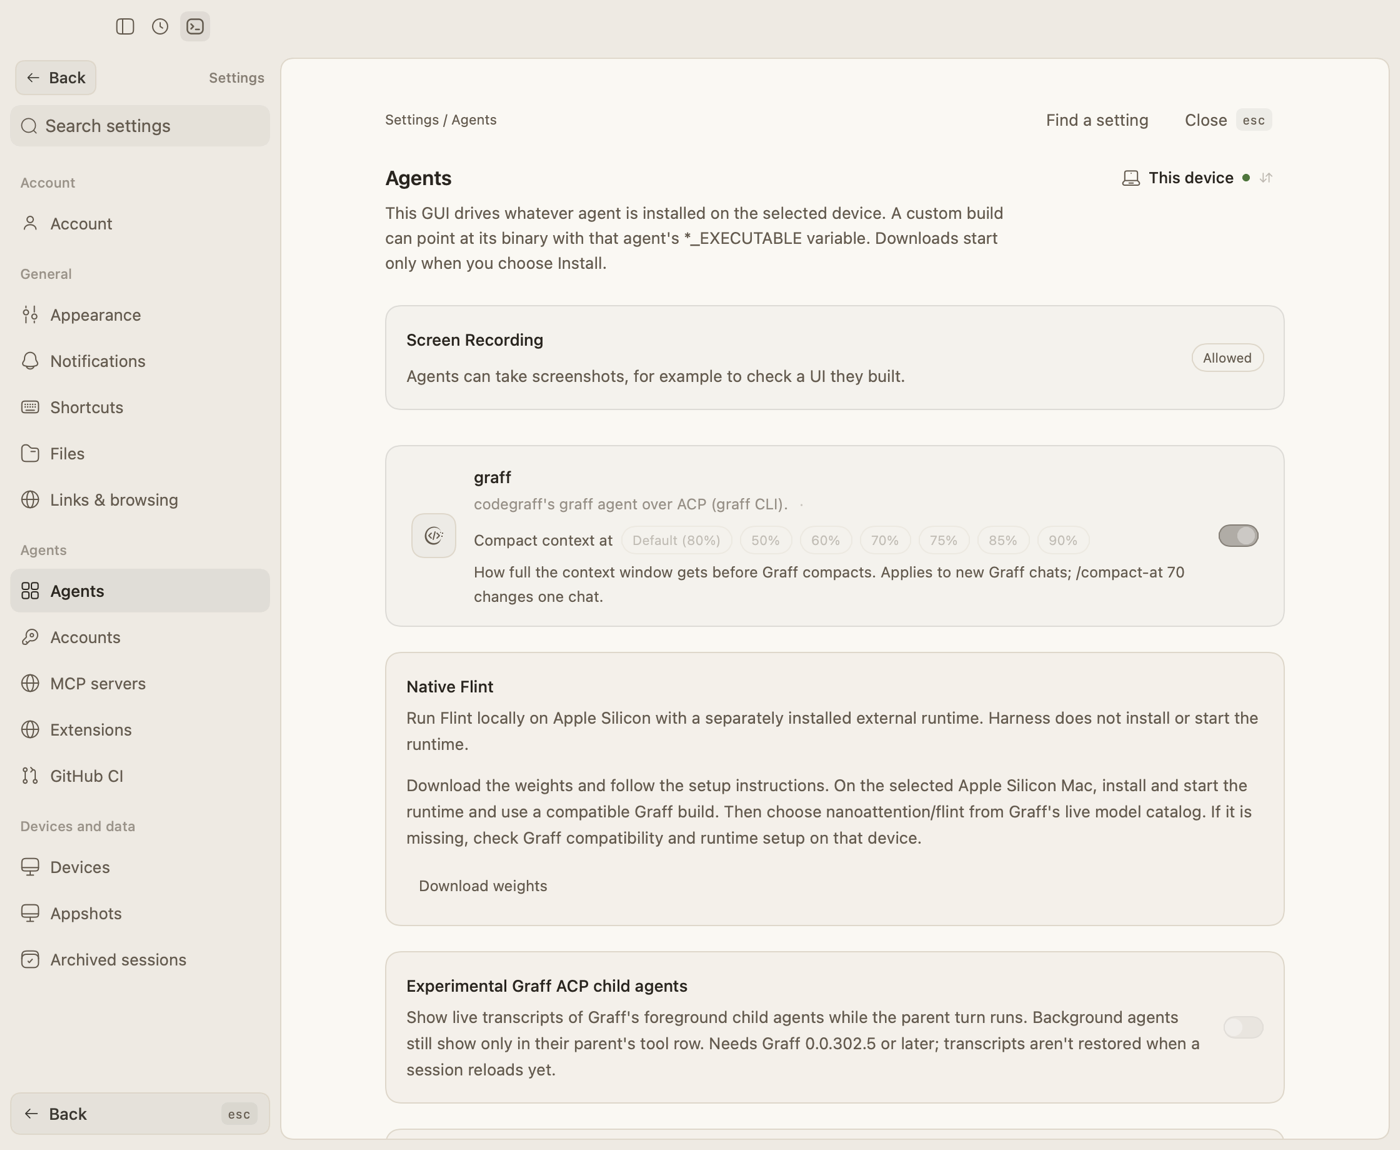 Back
Settings
Search settings
Account
Account
General
Appearance
Notifications
Shortcuts
Files
Links & browsing
Agents
Agents
Accounts
MCP servers
Extensions
GitHub CI
Devices and data
Devices
Appshots
Archived sessions
Back esc
Settings / Agents
Find a setting
Close esc
Agents
This device
This GUI drives whatever agent is installed on the selected device. A custom build
can point at its binary with that agent's *_EXECUTABLE variable. Downloads start
only when you choose Install.
Screen Recording
Agents can take screenshots, for example to check a UI they built.
Allowed
graff
codegraff's graff agent over ACP (graff CLI). ·
Compact context at Default (80%) 50% 60% 70% 75% 85% 90%
How full the context window gets before Graff compacts. Applies to new Graff chats; /compact-at 70
changes one chat.
Native Flint
Run Flint locally on Apple Silicon with a separately installed external runtime. Harness does not install or start the
runtime.
Download the weights and follow the setup instructions. On the selected Apple Silicon Mac, install and start the
runtime and use a compatible Graff build. Then choose nanoattention/flint from Graff's live model catalog. If it is
missing, check Graff compatibility and runtime setup on that device.
Download weights
Experimental Graff ACP child agents
Show live transcripts of Graff's foreground child agents while the parent turn runs. Background agents
still show only in their parent's tool row. Needs Graff 0.0.302.5 or later; transcripts aren't restored when a
session reloads yet.